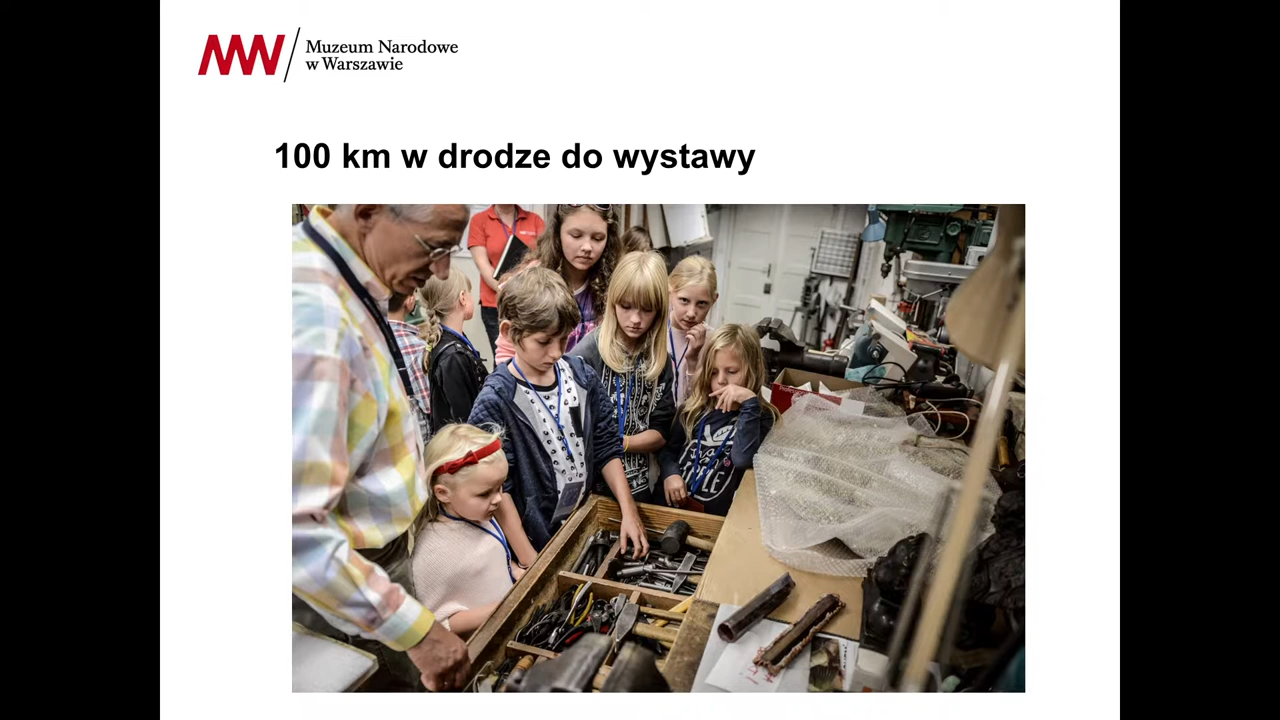 MNW
Muzeum Narodowe
w Warszawie
100 km w drodze do wystawy